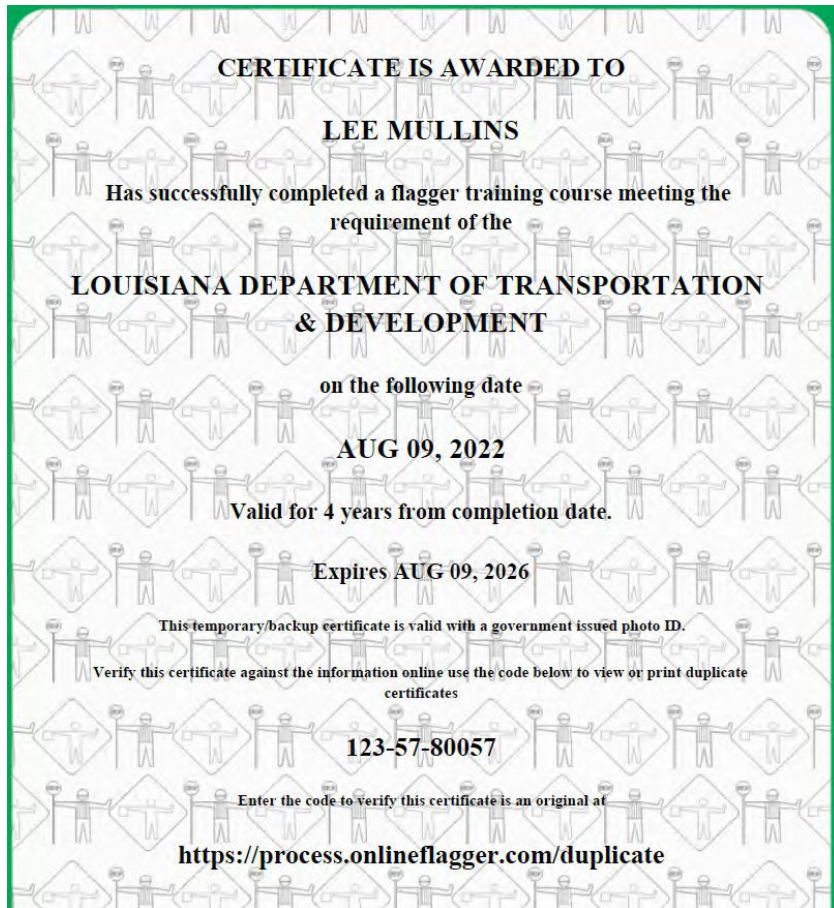 CERTIFICATE IS AWARDED TO
LEE MULLINS
Has successfully completed a flagger training course meeting the
requirement of the
LOUISIANA DEPARTMENT OF TRANSPORTATION
& DEVELOPMENT
on the following date
AUG 09, 2022
Valid for 4 years from completion date.
Expires AUG 09, 2026
This temporary/backup certificate is valid with a government issued photo ID.
Verify this certificate against the information online use the code below to view or print duplicate
certificates
123-57-80057
Enter the code to verify this certificate is an original at
https://process.onlineflagger.com/duplicate